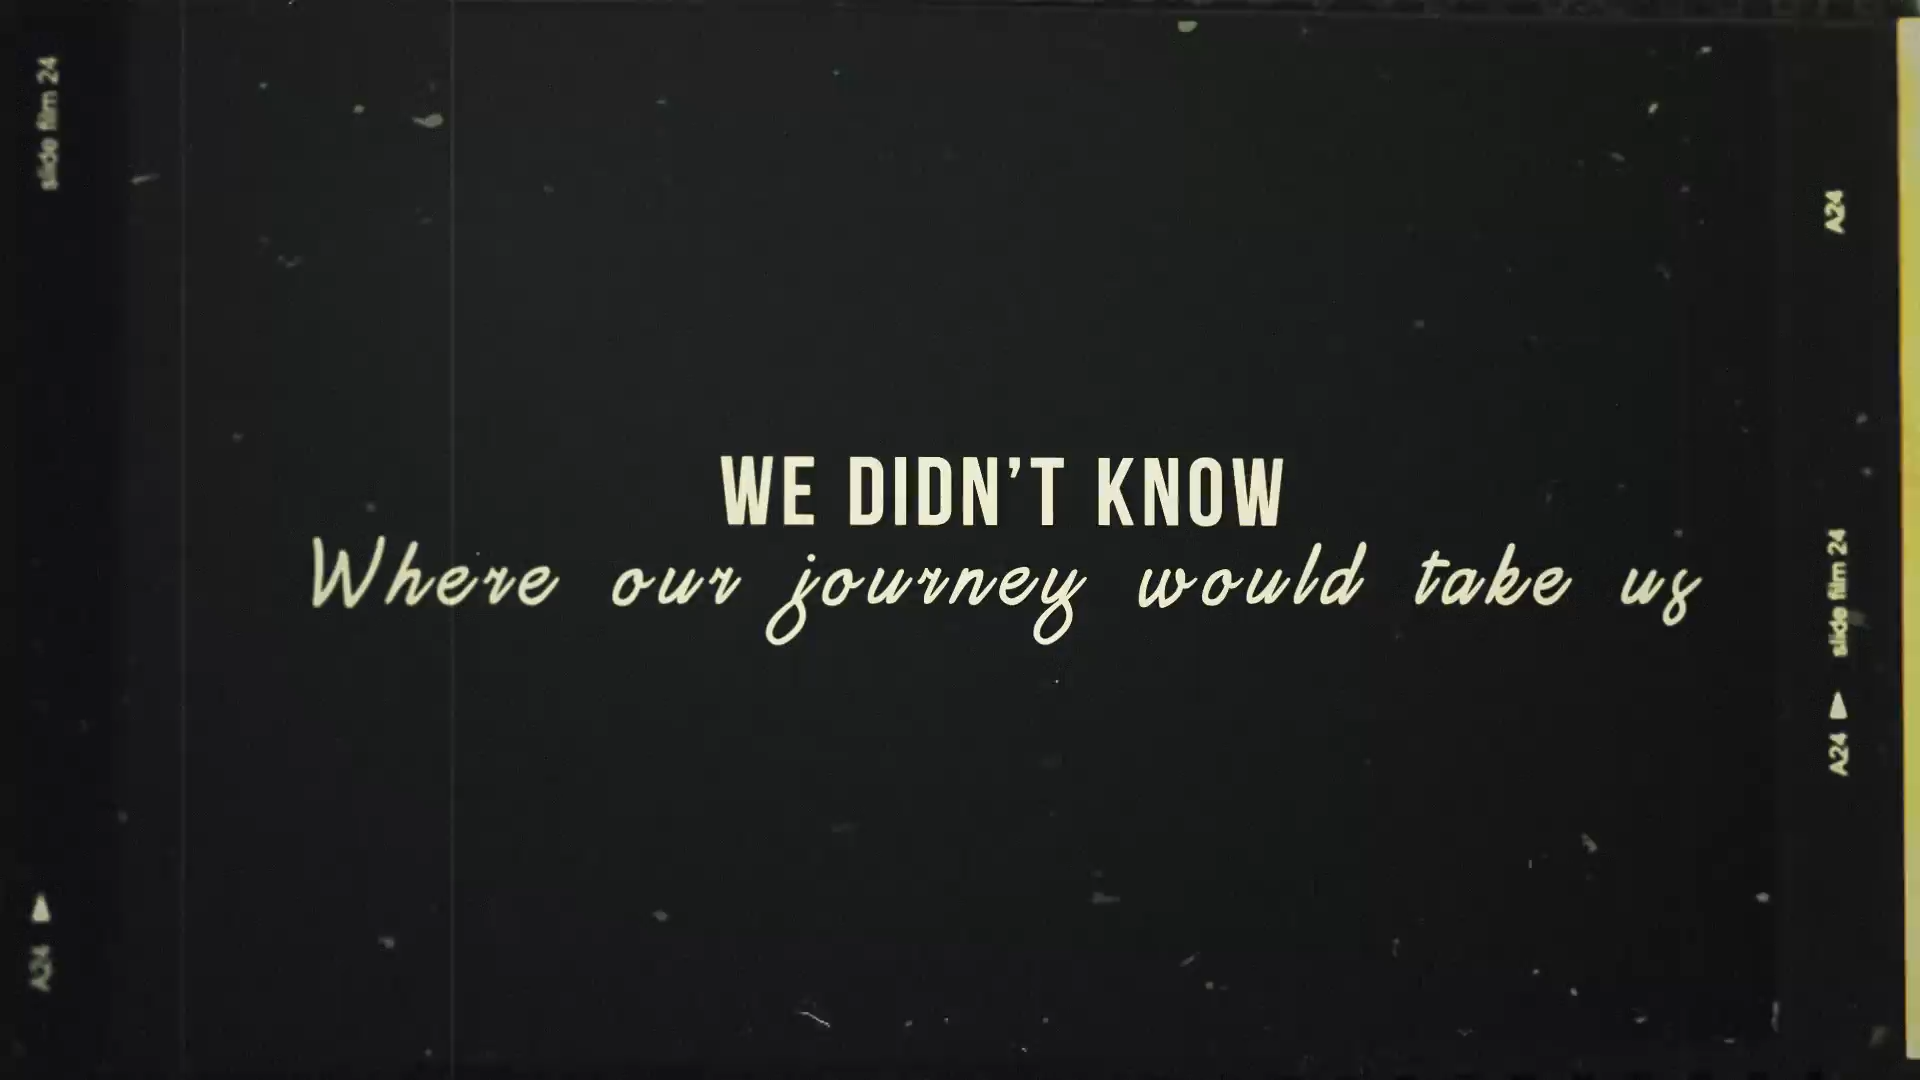 slide film 24
A24
WE DIDN'T KNOW
Where our journey would take us
slide film 24
A24
A24